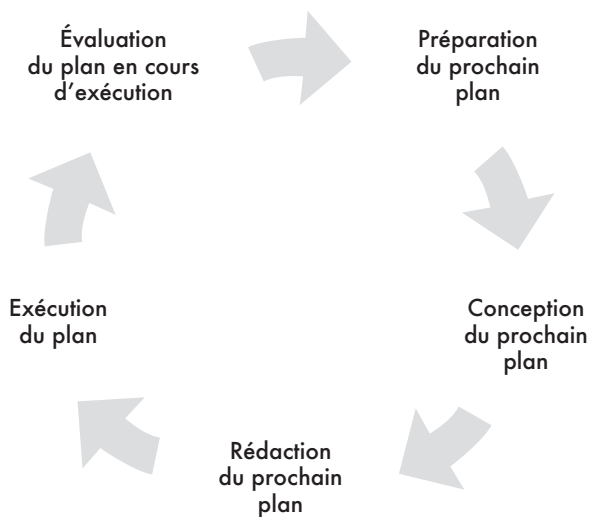 Évaluation
du plan en cours
d’exécution
Préparation
du prochain
plan
Conception
du prochain
plan
Rédaction
du prochain
plan
Exécution
du plan